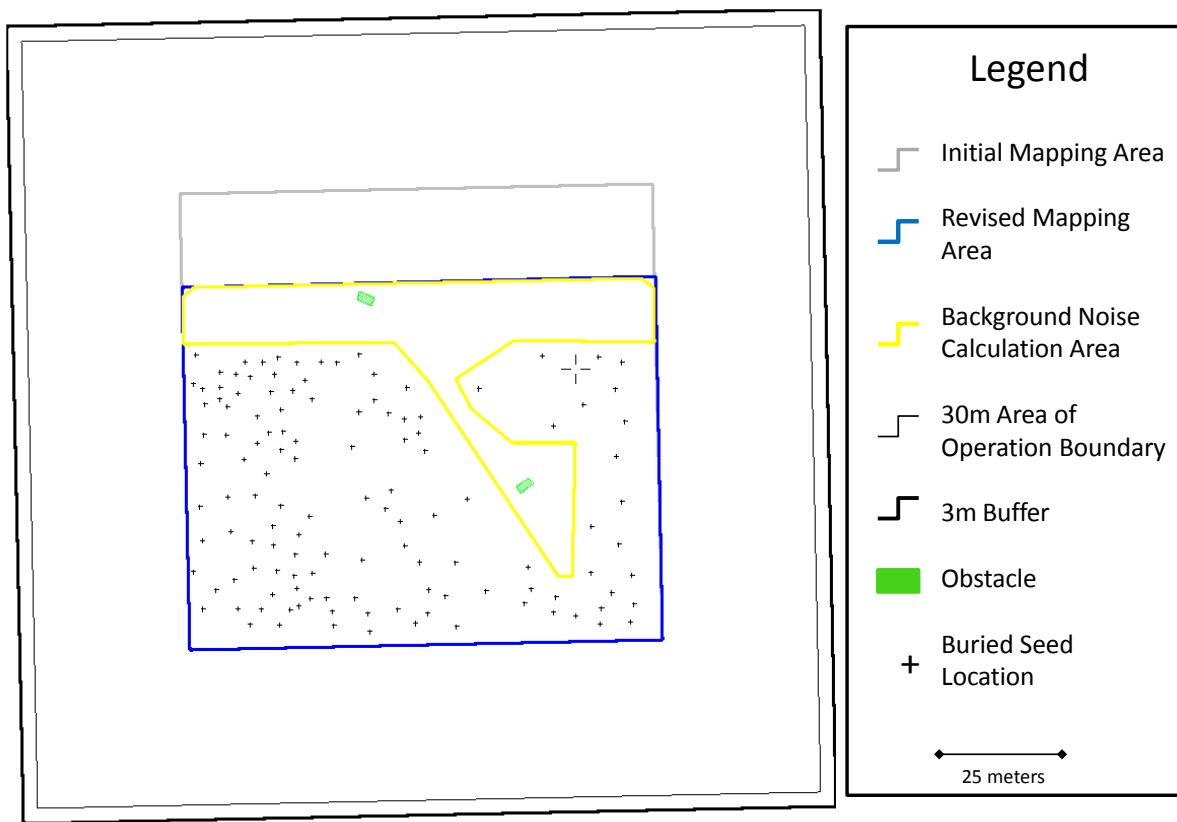 Legend
Initial Mapping Area
Revised Mapping
Area
Background Noise
Calculation Area
30m Area of
Operation Boundary
3m Buffer
Obstacle
Buried Seed
Location
25 meters